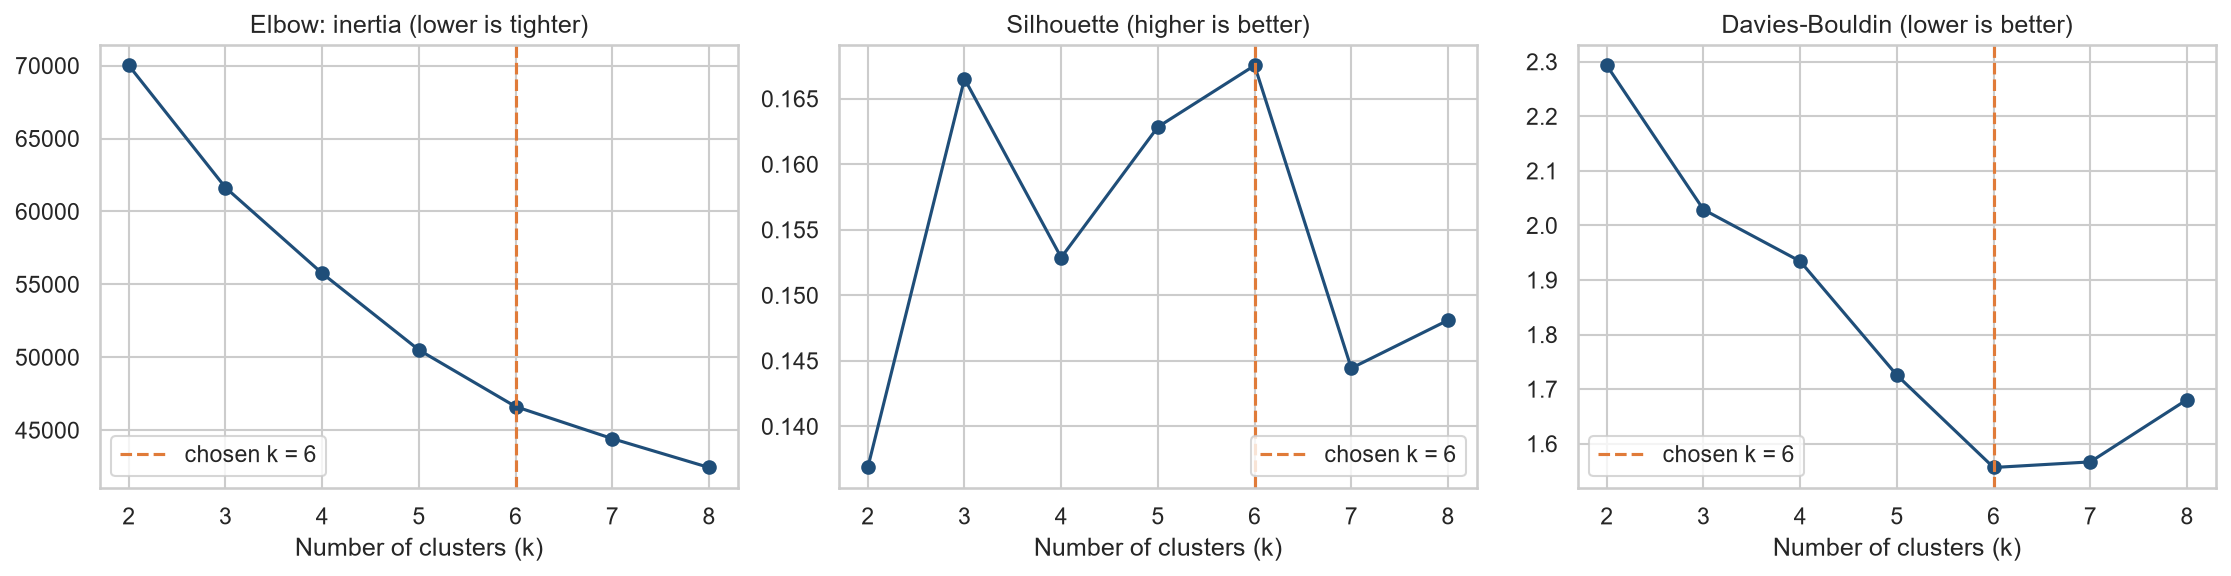 Elbow: inertia (lower is tighter)
70000
65000
60000
55000
50000
45000
chosen k = 6
2 3 4 5 6 7 8
Number of clusters (k)
Silhouette (higher is better)
0.165
0.160
0.155
0.150
0.145
0.140
chosen k = 6
2 3 4 5 6 7 8
Number of clusters (k)
Davies-Bouldin (lower is better)
2.3
2.2
2.1
2.0
1.9
1.8
1.7
1.6
chosen k = 6
2 3 4 5 6 7 8
Number of clusters (k)